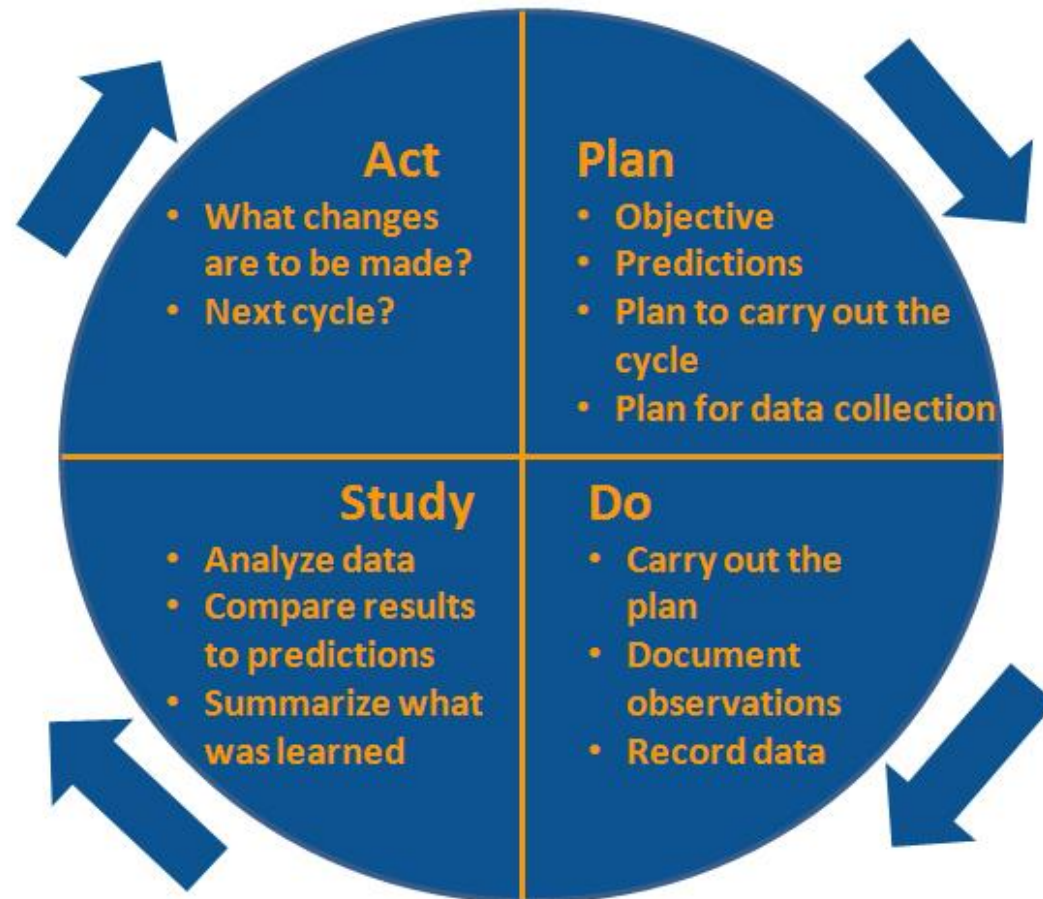 Act
• What changes
are to be made?
• Next cycle?
Plan
• Objective
• Predictions
• Plan to carry out the
cycle
• Plan for data collection
Study
• Analyze data
• Compare results
to predictions
• Summarize what
was learned
Do
• Carry out the
plan
• Document
observations
• Record data